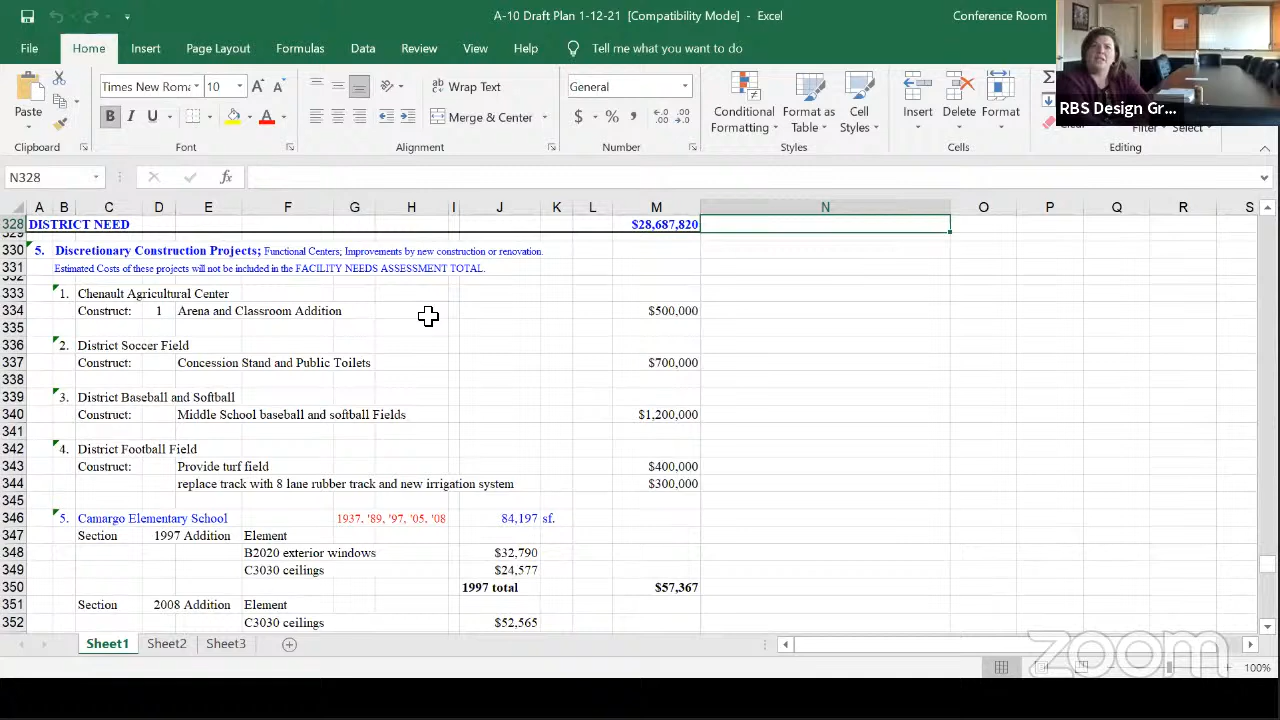 A-10 Draft Plan 1-12-21 [Compatibility Mode] - Excel
Conference Room
File Home Insert Page Layout Formulas Data Review View Help Tell me what you want to do
RBS Design Gr...
Paste
Times New Roma 10
B I U A
Wrap Text
Merge & Center
General
$ % ,
Conditional Formatting
Format as Table
Cell Styles
Insert Delete Format
Select
Clipboard Font Alignment Number Styles Cells Editing
N328 fx
A B C D E F G H I J K L M N O P Q R S
328 DISTRICT NEED $28,687,820
329
330 5. Discretionary Construction Projects; Functional Centers; Improvements by new construction or renovation.
331 Estimated Costs of these projects will not be included in the FACILITY NEEDS ASSESSMENT TOTAL.
332
333 1. Chenault Agricultural Center
334 Construct: 1 Arena and Classroom Addition $500,000
335
336 2. District Soccer Field
337 Construct: Concession Stand and Public Toilets $700,000
338
339 3. District Baseball and Softball
340 Construct: Middle School baseball and softball Fields $1,200,000
341
342 4. District Football Field
343 Construct: Provide turf field $400,000
344 replace track with 8 lane rubber track and new irrigation system $300,000
345
346 5. Camargo Elementary School 1937, '89, '97, '05, '08 84,197 sf.
347 Section 1997 Addition Element
348 B2020 exterior windows $32,790
349 C3030 ceilings $24,577
350 1997 total $57,367
351 Section 2008 Addition Element
352 C3030 ceilings $52,565
Sheet1 Sheet2 Sheet3
zoom
100%